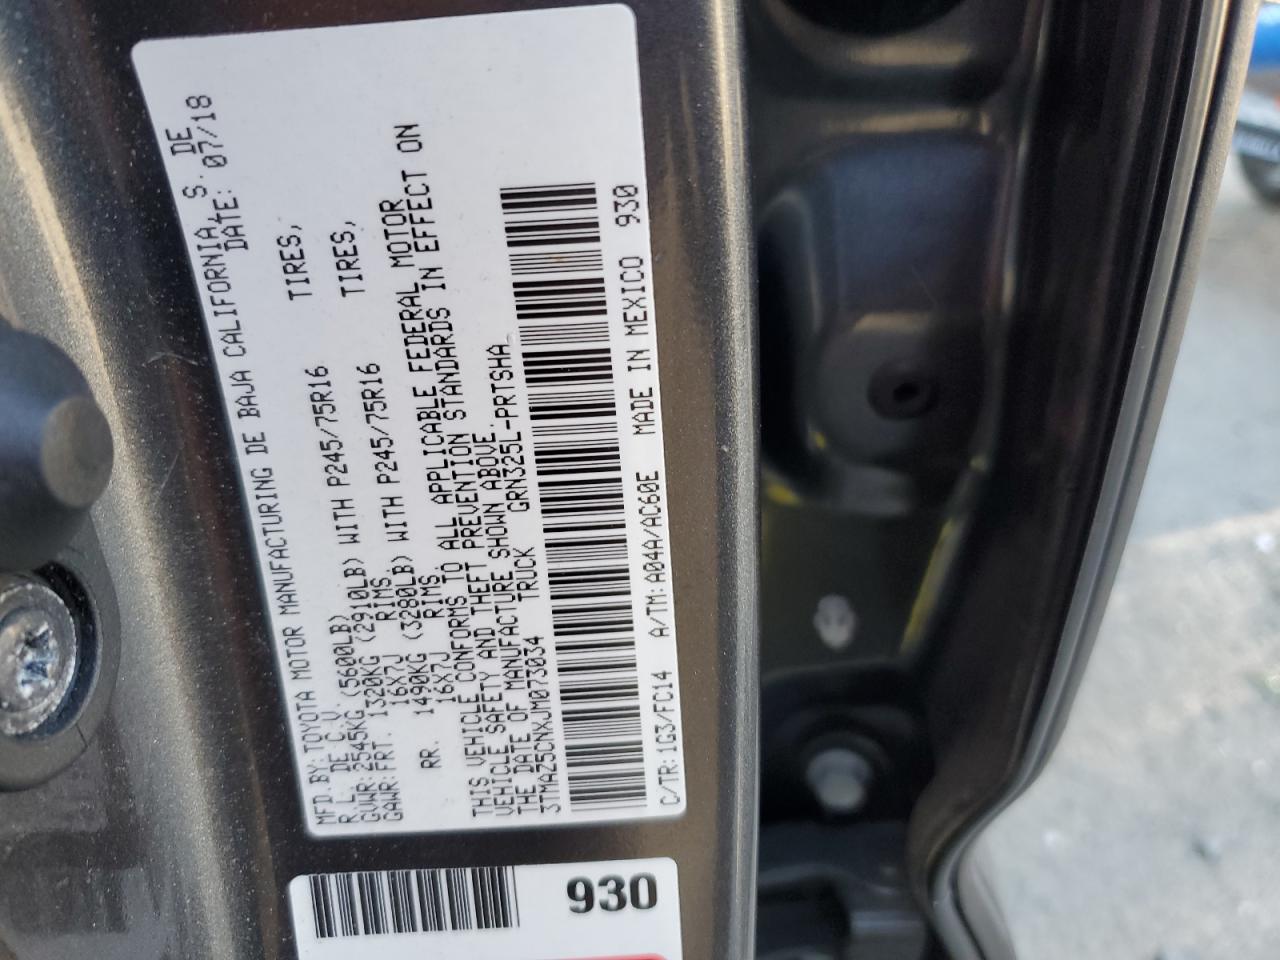 MFD.BY:TOYOTA MOTOR MANUFACTURING DE BAJA CALIFORNIA, S. DE
R.L. DE C.V. DATE: 07/18
GVWR:2545KG (5600LB)
GAWR:FRT. 1320KG (2910LB) WITH P245/75R16 TIRES,
16X7J RIMS
RR. 1490KG (3280LB) WITH P245/75R16 TIRES,
16X7J RIMS
THIS VEHICLE CONFORMS TO ALL APPLICABLE FEDERAL MOTOR
VEHICLE SAFETY AND THEFT PREVENTION STANDARDS IN EFFECT ON
THE DATE OF MANUFACTURE SHOWN ABOVE.
3TMAZ5CNXJM073034 TRUCK GRN325L-PRTSHA
C/TR:1G3/FC14 A/TM:A04A/AC60E MADE IN MEXICO 930
930